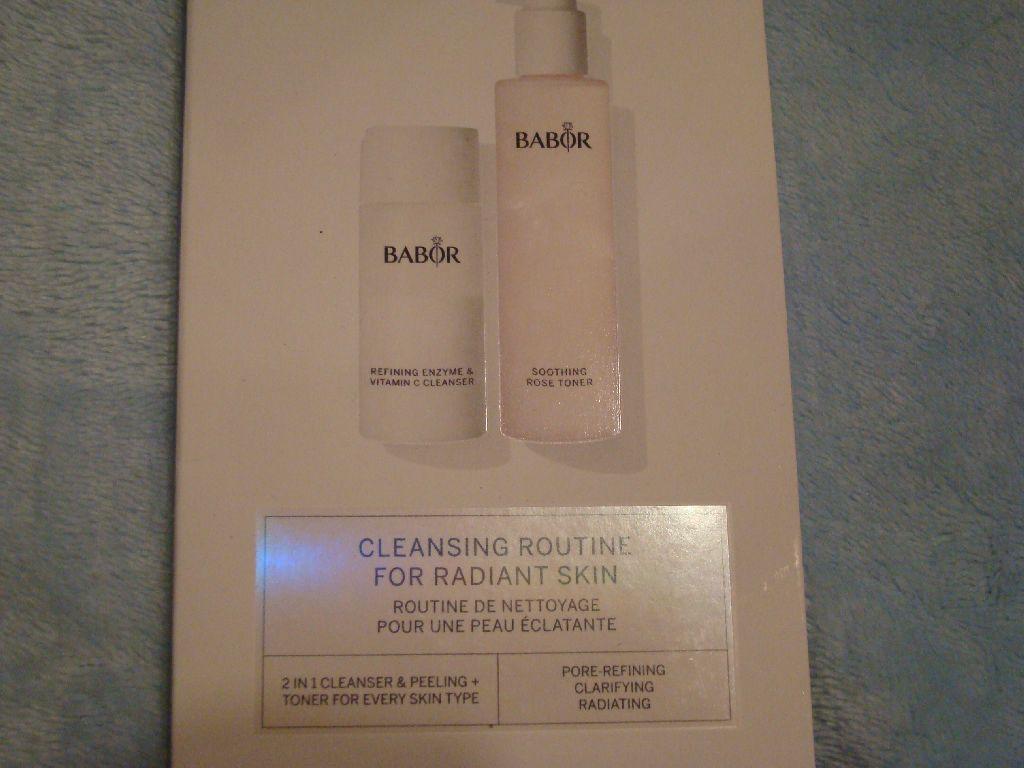 BABOR
BABOR
REFINING ENZYME &
VITAMIN C CLEANSER
SOOTHING
ROSE TONER
CLEANSING ROUTINE
FOR RADIANT SKIN
ROUTINE DE NETTOYAGE
POUR UNE PEAU ÉCLATANTE
2 IN 1 CLEANSER & PEELING +
TONER FOR EVERY SKIN TYPE
PORE-REFINING
CLARIFYING
RADIATING